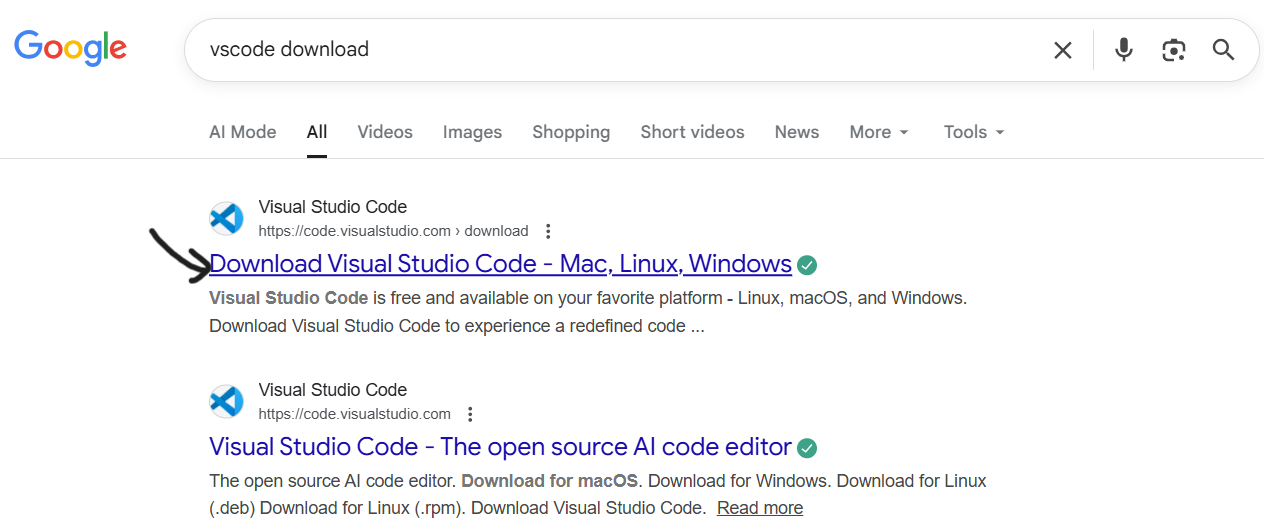 Google
vscode download
AI Mode All Videos Images Shopping Short videos News More Tools
Visual Studio Code
https://code.visualstudio.com › download
Download Visual Studio Code - Mac, Linux, Windows
Visual Studio Code is free and available on your favorite platform - Linux, macOS, and Windows.
Download Visual Studio Code to experience a redefined code ...
Visual Studio Code
https://code.visualstudio.com
Visual Studio Code - The open source AI code editor
The open source AI code editor. Download for macOS. Download for Windows. Download for Linux
(.deb) Download for Linux (.rpm). Download Visual Studio Code. Read more